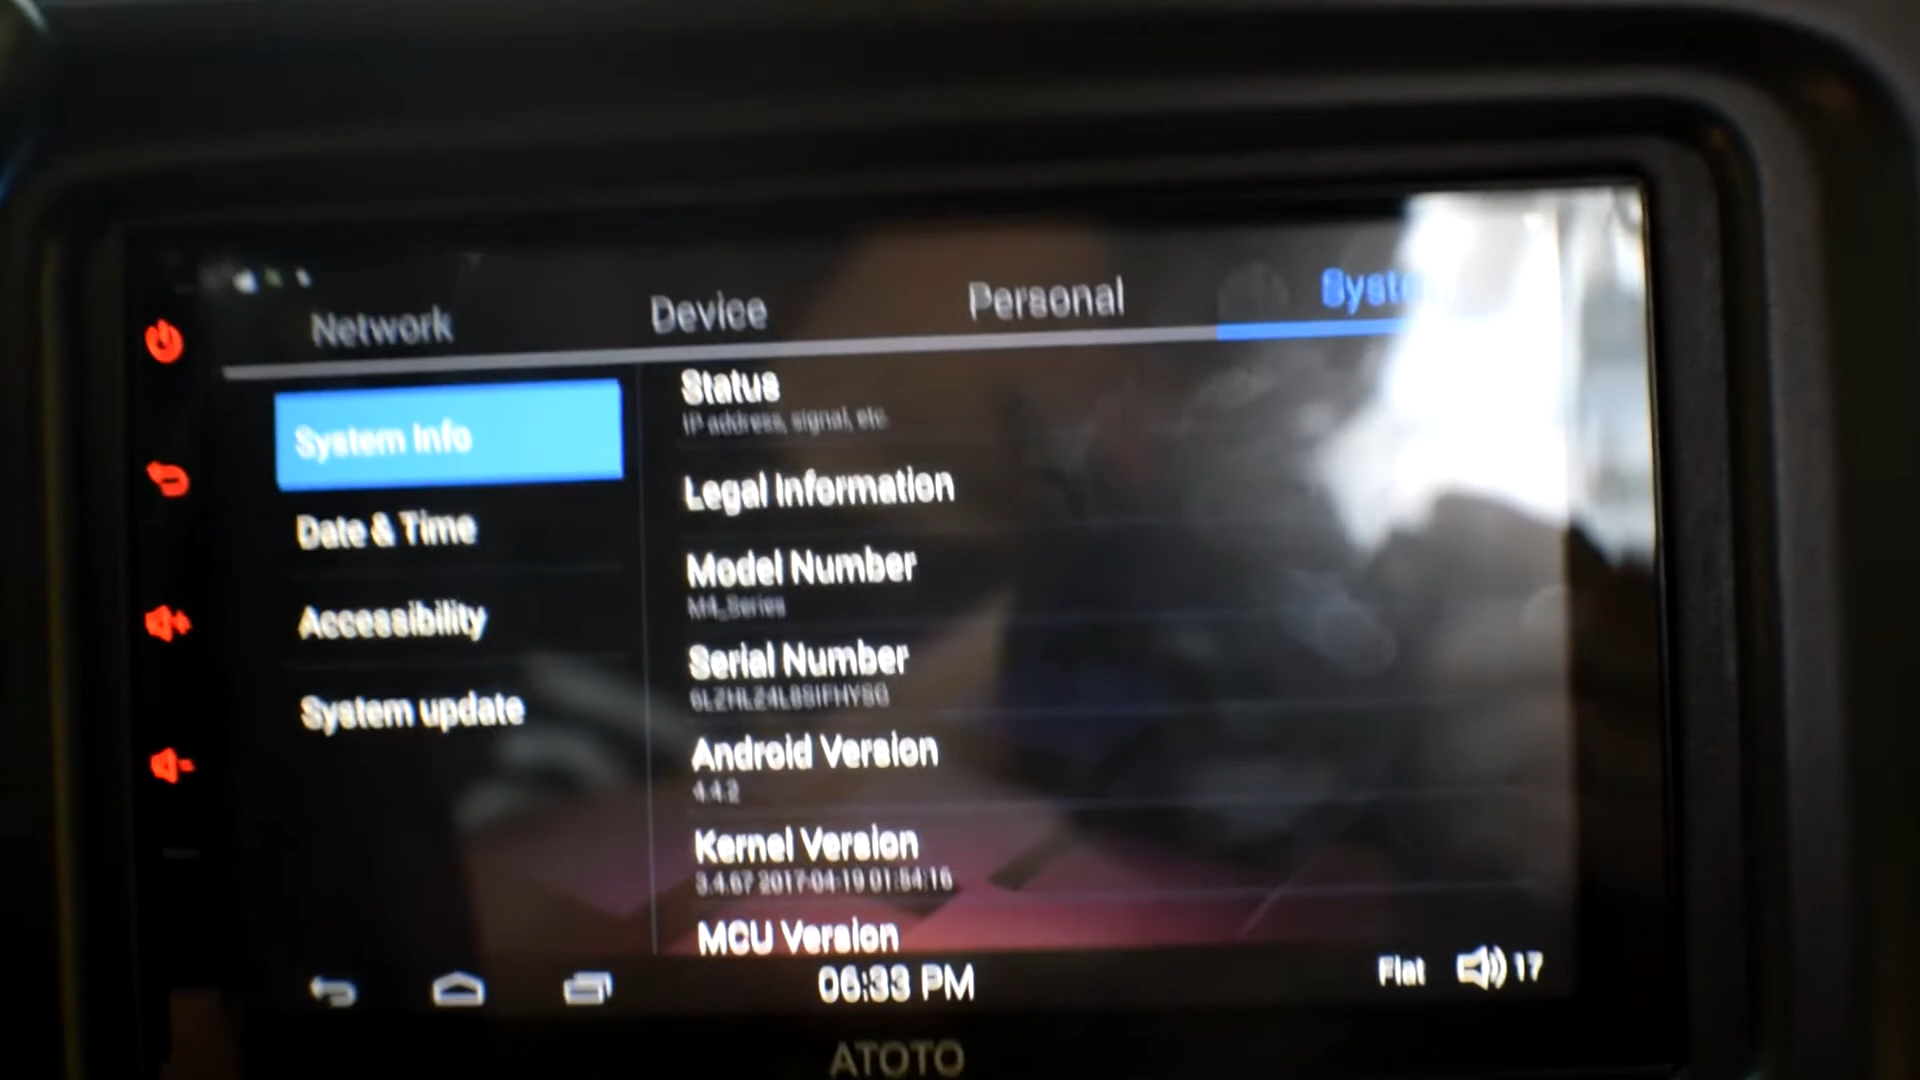 Network Device Personal
System Info
Date & Time
Accessibility
System update
Status
IP address, signal, etc
Legal Information
Model Number
M4_Series
Serial Number
Android Version
4.4.2
Kernel Version
3.4.67 2017-04-19 01:54:16
MCU Version
06:33 PM
Flat 17
ATOTO